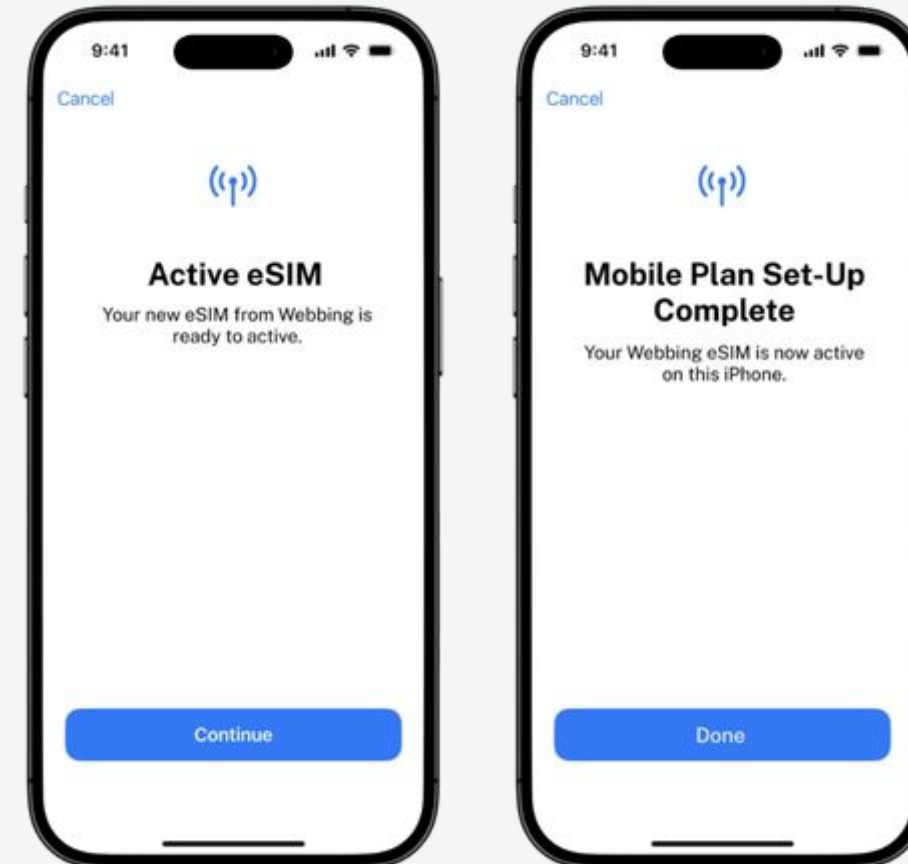 9:41
Cancel
Active eSIM
Your new eSIM from Webbing is
ready to active.
Continue
9:41
Cancel
Mobile Plan Set-Up
Complete
Your Webbing eSIM is now active
on this iPhone.
Done